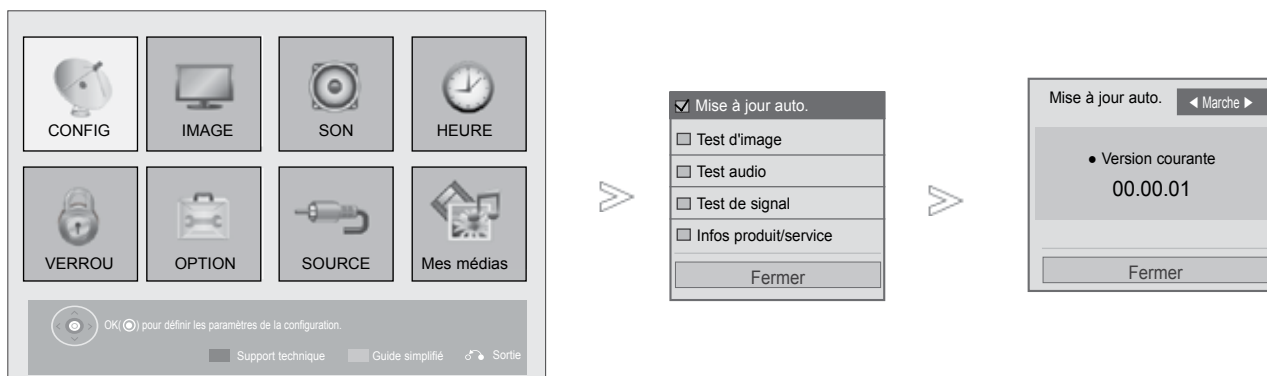 CONFIG
IMAGE
SON
HEURE
VERROU
OPTION
SOURCE
Mes médias
OK(◉) pour définir les paramètres de la configuration.
Support technique Guide simplifié Sortie
Mise à jour auto.
Test d'image
Test audio
Test de signal
Infos produit/service
Fermer
Mise à jour auto. ◀ Marche ▶
● Version courante
00.00.01
Fermer